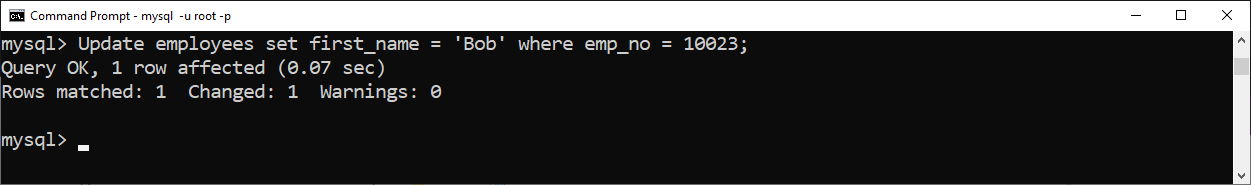 Command Prompt - mysql -u root -p
mysql> Update employees set first_name = 'Bob' where emp_no = 10023;
Query OK, 1 row affected (0.07 sec)
Rows matched: 1  Changed: 1  Warnings: 0
mysql>